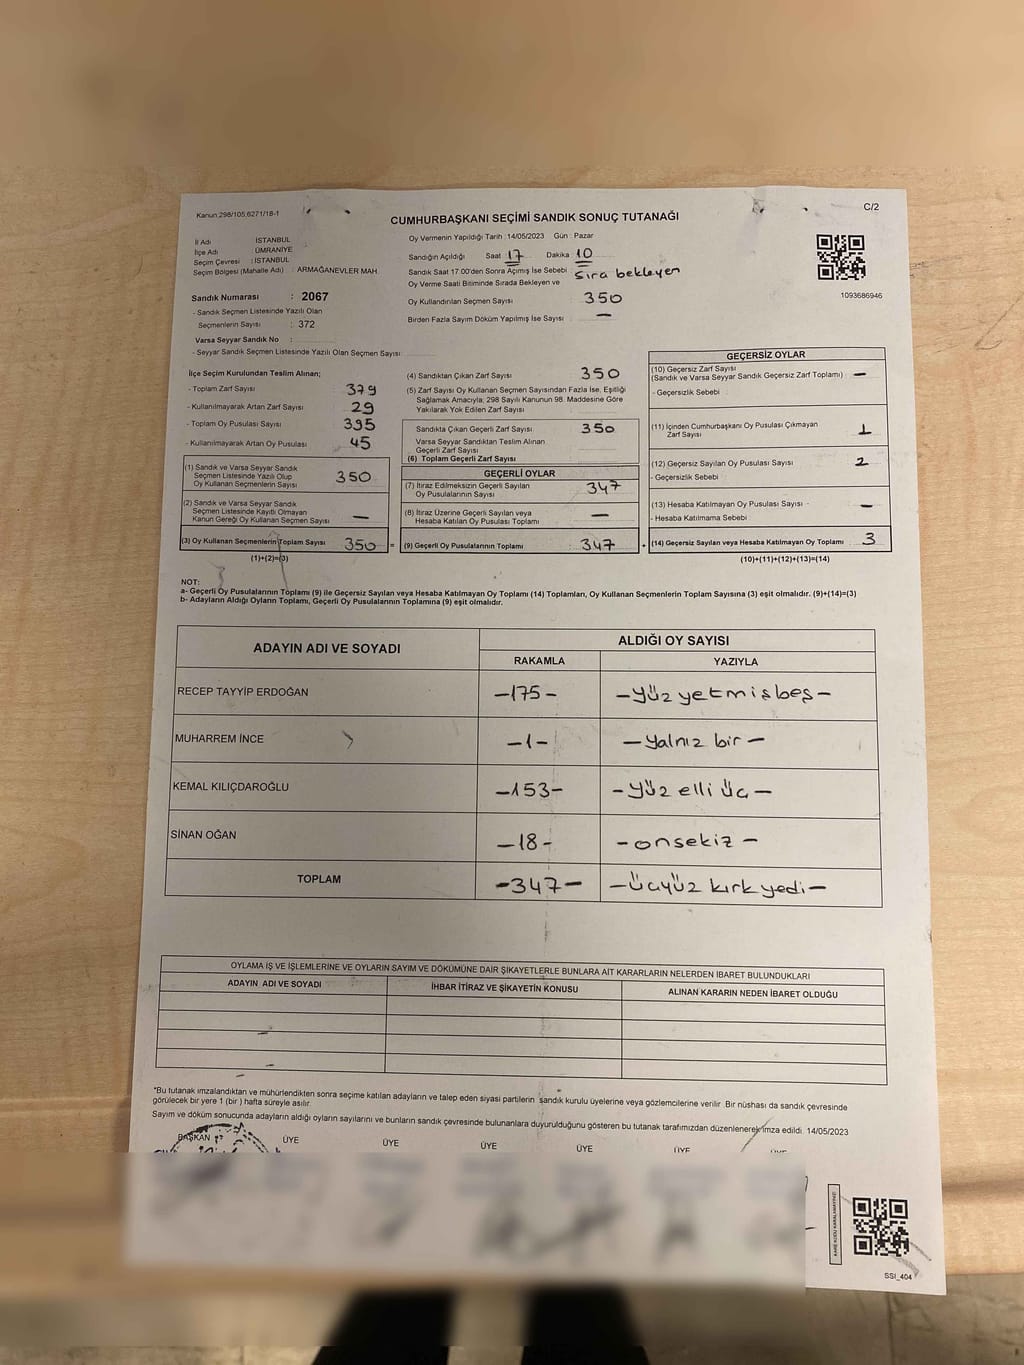 Kanun:298/105,6271/18-1
C/2
CUMHURBAŞKANI SEÇİMİ SANDIK SONUÇ TUTANAĞI
İl Adı İSTANBUL
İlçe Adı ÜMRANİYE
Seçim Çevresi : İSTANBUL
Seçim Bölgesi (Mahalle Adı) : ARMAĞANEVLER MAH.
Sandık Numarası : 2067
- Sandık Seçmen Listesinde Yazılı Olan
Seçmenlerin Sayısı : 372
Varsa Seyyar Sandık No :
- Seyyar Sandık Seçmen Listesinde Yazılı Olan Seçmen Sayısı:
Oy Vermenin Yapıldığı Tarih :14/05/2023 Gün : Pazar
Sandığın Açıldığı Saat 17 Dakika 10
Sandık Saat 17.00'den Sonra Açılmış İse Sebebi Sıra bekleyen
Oy Verme Saati Bitiminde Sırada Bekleyen ve
Oy Kullandırılan Seçmen Sayısı : 350
Birden Fazla Sayım Döküm Yapılmış İse Sayısı : —
1093686946
İlçe Seçim Kurulundan Teslim Alınan;
- Toplam Zarf Sayısı : 379
- Kullanılmayarak Artan Zarf Sayısı : 29
- Toplam Oy Pusulası Sayısı : 395
- Kullanılmayarak Artan Oy Pusulası : 45
(1) Sandık ve Varsa Seyyar Sandık
Seçmen Listesinde Yazılı Olup
Oy Kullanan Seçmenlerin Sayısı : 350
(2) Sandık ve Varsa Seyyar Sandık
Seçmen Listesinde Kayıtlı Olmayan
Kanun Gereği Oy Kullanan Seçmen Sayısı : —
(3) Oy Kullanan Seçmenlerin Toplam Sayısı : 350 =
(1)+(2)=(3)
(4) Sandıktan Çıkan Zarf Sayısı : 350
(5) Zarf Sayısı Oy Kullanan Seçmen Sayısından Fazla İse, Eşitliği
Sağlamak Amacıyla; 298 Sayılı Kanunun 98. Maddesine Göre
Yakılarak Yok Edilen Zarf Sayısı :
Sandıkta Çıkan Geçerli Zarf Sayısı : 350
Varsa Seyyar Sandıktan Teslim Alınan
Geçerli Zarf Sayısı :
(6) Toplam Geçerli Zarf Sayısı :
GEÇERLİ OYLAR
(7) İtiraz Edilmeksizin Geçerli Sayılan
Oy Pusulalarının Sayısı : 347
(8) İtiraz Üzerine Geçerli Sayılan veya
Hesaba Katılan Oy Pusulası Toplamı : —
(9) Geçerli Oy Pusulalarının Toplamı : 347 +
GEÇERSİZ OYLAR
(10) Geçersiz Zarf Sayısı
(Sandık ve Varsa Seyyar Sandık Geçersiz Zarf Toplamı) : —
- Geçersizlik Sebebi :
(11) İçinden Cumhurbaşkanı Oy Pusulası Çıkmayan
Zarf Sayısı : 1
(12) Geçersiz Sayılan Oy Pusulası Sayısı : 2
- Geçersizlik Sebebi :
(13) Hesaba Katılmayan Oy Pusulası Sayısı : —
- Hesaba Katılmama Sebebi
(14) Geçersiz Sayılan veya Hesaba Katılmayan Oy Toplamı : 3
(10)+(11)+(12)+(13)=(14)
NOT:
a- Geçerli Oy Pusulalarının Toplamı (9) ile Geçersiz Sayılan veya Hesaba Katılmayan Oy Toplamı (14) Toplamları, Oy Kullanan Seçmenlerin Toplam Sayısına (3) eşit olmalıdır. (9)+(14)=(3)
b- Adayların Aldığı Oyların Toplamı, Geçerli Oy Pusulalarının Toplamına (9) eşit olmalıdır.
ADAYIN ADI VE SOYADI ALDIĞI OY SAYISI
RAKAMLA YAZIYLA
RECEP TAYYİP ERDOĞAN —175— —Yüz yetmişbeş—
MUHARREM İNCE —1— —Yalnız bir—
KEMAL KILIÇDAROĞLU —153— —Yüz elli üç—
SİNAN OĞAN —18— —onsekiz—
TOPLAM —347— —üçyüz kırk yedi—
OYLAMA İŞ VE İŞLEMLERİNE VE OYLARIN SAYIM VE DÖKÜMÜNE DAİR ŞİKAYETLERLE BUNLARA AİT KARARLARIN NELERDEN İBARET BULUNDUKLARI
ADAYIN ADI VE SOYADI İHBAR İTİRAZ VE ŞİKAYETİN KONUSU ALINAN KARARIN NEDEN İBARET OLDUĞU
*Bu tutanak imzalandıktan ve mühürlendikten sonra seçime katılan adayların ve talep eden siyasi partilerin sandık kurulu üyelerine veya gözlemcilerine verilir. Bir nüshası da sandık çevresinde
görülecek bir yere 1 (bir) hafta süreyle asılır.
Sayım ve döküm sonucunda adayların aldığı oyların sayılarını ve bunların sandık çevresinde bulunanlara duyurulduğunu gösteren bu tutanak tarafımızdan düzenlenerek imza edildi. 14/05/2023
BAŞKAN ÜYE ÜYE ÜYE ÜYE ÜYE ÜYE
KARE KODU KARALAMAYINIZ!
SSI_404